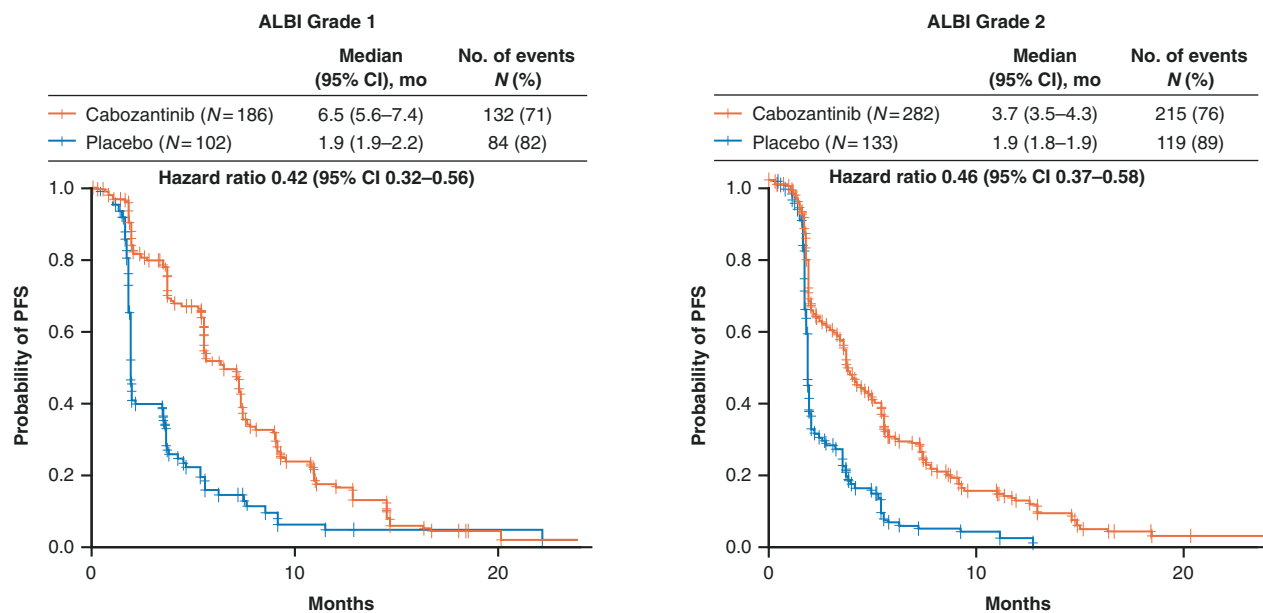 ALBI Grade 1
Median No. of events
(95% CI), mo N (%)
Cabozantinib (N=186) 6.5 (5.6–7.4) 132 (71)
Placebo (N=102) 1.9 (1.9–2.2) 84 (82)
Hazard ratio 0.42 (95% CI 0.32–0.56)
Probability of PFS
1.0
0.8
0.6
0.4
0.2
0.0
0 10 20
Months
ALBI Grade 2
Median No. of events
(95% CI), mo N (%)
Cabozantinib (N=282) 3.7 (3.5–4.3) 215 (76)
Placebo (N=133) 1.9 (1.8–1.9) 119 (89)
Hazard ratio 0.46 (95% CI 0.37–0.58)
Probability of PFS
1.0
0.8
0.6
0.4
0.2
0.0
0 10 20
Months